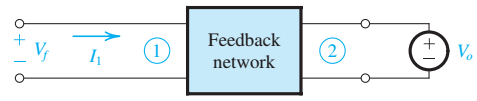 +
V_f
−
I_1
1
Feedback
network
2
+
−
V_o